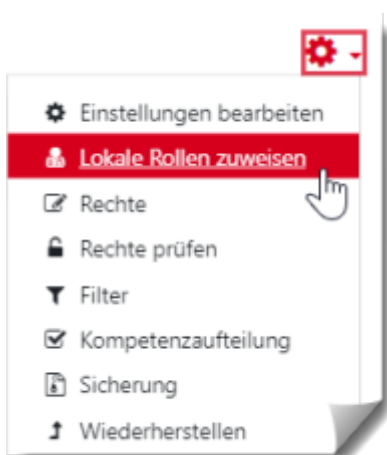 Einstellungen bearbeiten
Lokale Rollen zuweisen
Rechte
Rechte prüfen
Filter
Kompetenzaufteilung
Sicherung
Wiederherstellen